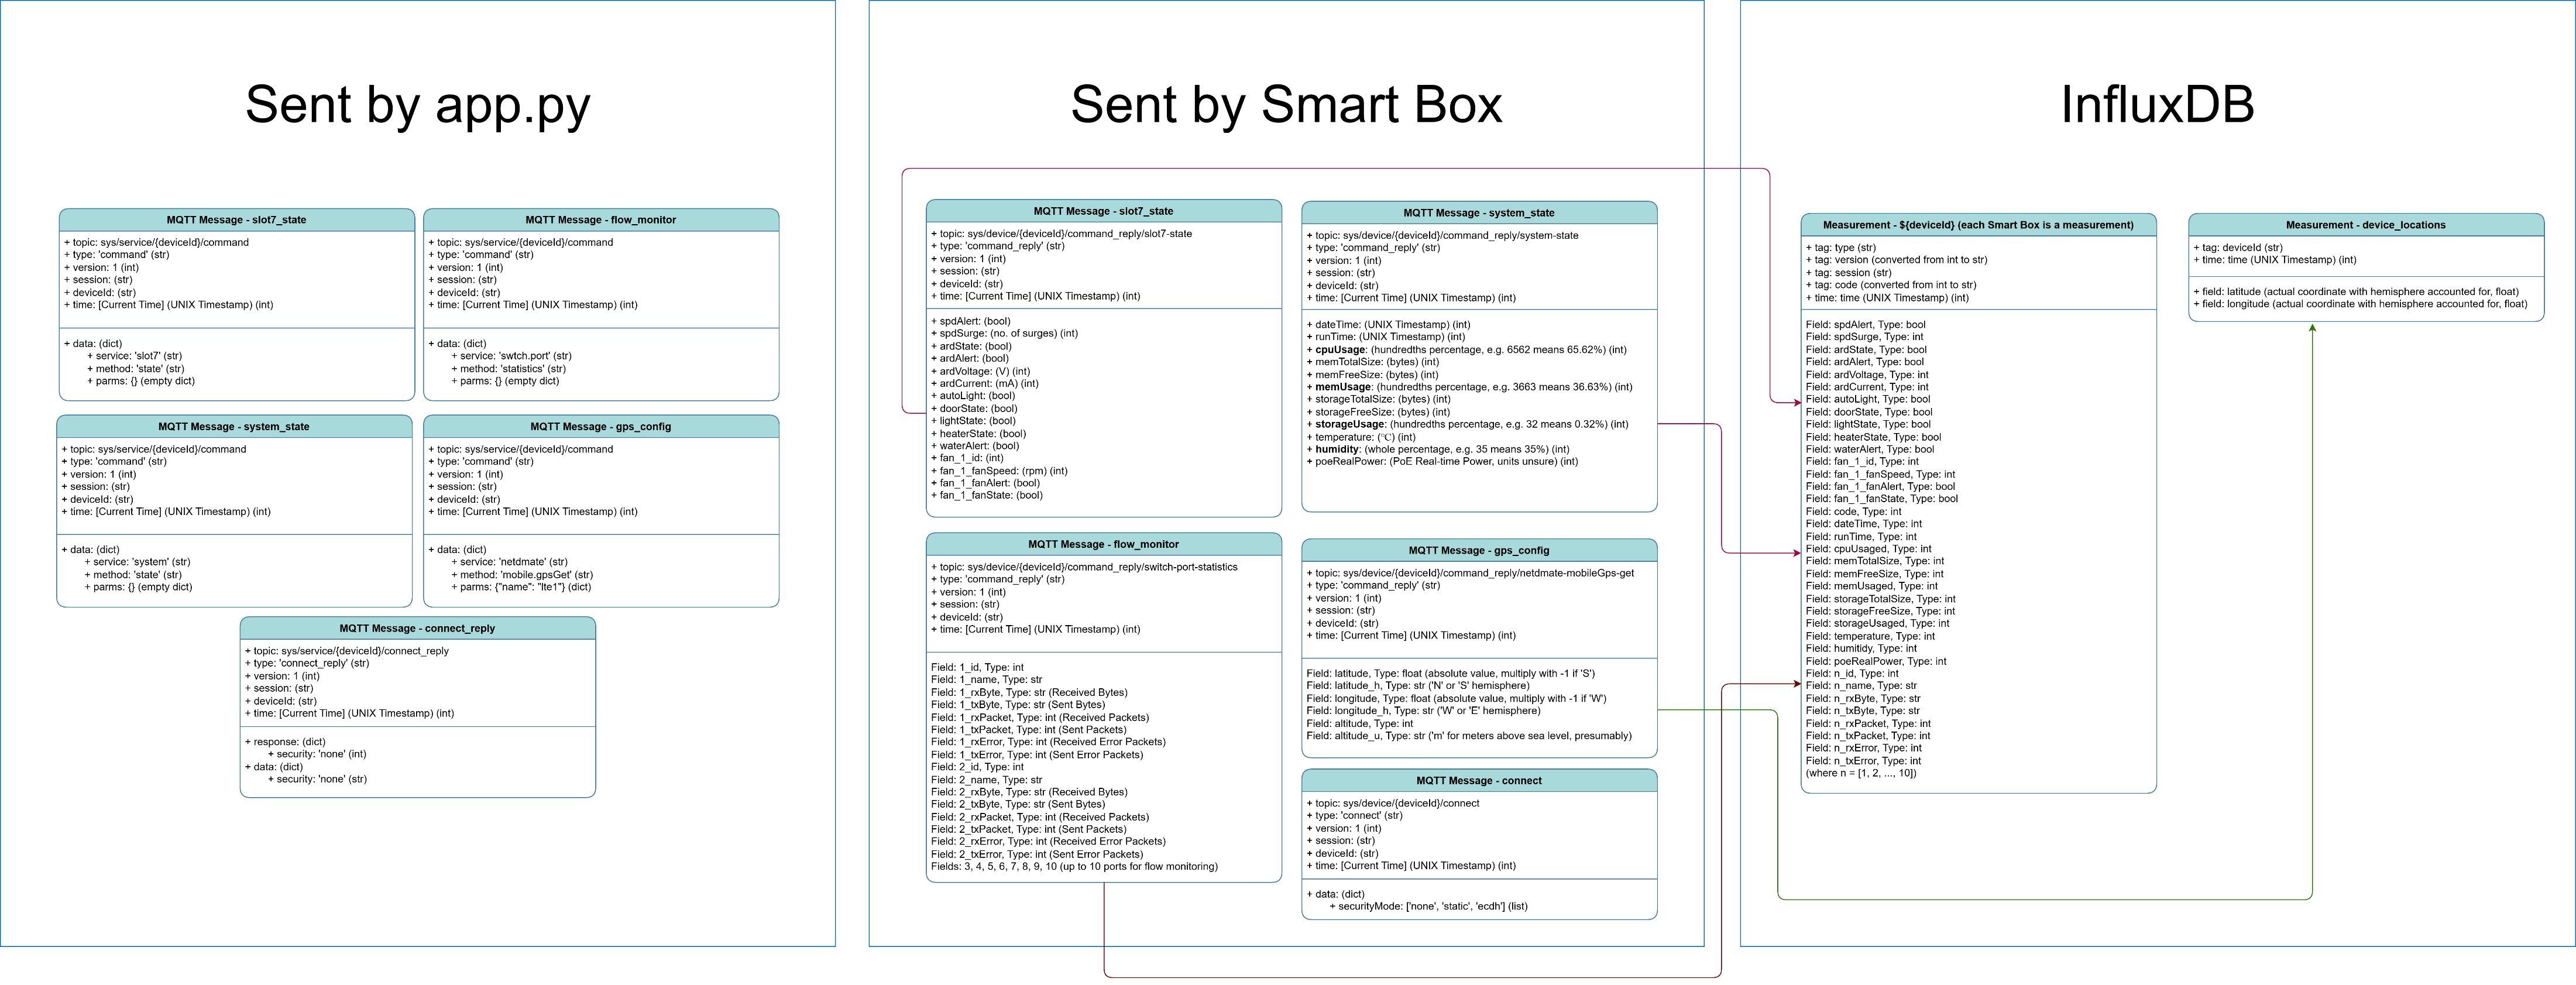 Sent by app.py
MQTT Message - slot7_state
+ topic: sys/service/{deviceId}/command
+ type: 'command' (str)
+ version: 1 (int)
+ session: (str)
+ deviceId: (str)
+ time: [Current Time] (UNIX Timestamp) (int)
+ data: (dict)
+ service: 'slot7' (str)
+ method: 'state' (str)
+ parms: {} (empty dict)
MQTT Message - flow_monitor
+ topic: sys/service/{deviceId}/command
+ type: 'command' (str)
+ version: 1 (int)
+ session: (str)
+ deviceId: (str)
+ time: [Current Time] (UNIX Timestamp) (int)
+ data: (dict)
+ service: 'swtch.port' (str)
+ method: 'statistics' (str)
+ parms: {} (empty dict)
MQTT Message - system_state
+ topic: sys/service/{deviceId}/command
+ type: 'command' (str)
+ version: 1 (int)
+ session: (str)
+ deviceId: (str)
+ time: [Current Time] (UNIX Timestamp) (int)
+ data: (dict)
+ service: 'system' (str)
+ method: 'state' (str)
+ parms: {} (empty dict)
MQTT Message - gps_config
+ topic: sys/service/{deviceId}/command
+ type: 'command' (str)
+ version: 1 (int)
+ session: (str)
+ deviceId: (str)
+ time: [Current Time] (UNIX Timestamp) (int)
+ data: (dict)
+ service: 'netdmate' (str)
+ method: 'mobile.gpsGet' (str)
+ parms: {"name": "lte1"} (dict)
MQTT Message - connect_reply
+ topic: sys/service/{deviceId}/connect_reply
+ type: 'connect_reply' (str)
+ version: 1 (int)
+ session: (str)
+ deviceId: (str)
+ time: [Current Time] (UNIX Timestamp) (int)
+ response: (dict)
+ security: 'none' (int)
+ data: (dict)
+ security: 'none' (str)
Sent by Smart Box
MQTT Message - slot7_state
+ topic: sys/device/{deviceId}/command_reply/slot7-state
+ type: 'command_reply' (str)
+ version: 1 (int)
+ session: (str)
+ deviceId: (str)
+ time: [Current Time] (UNIX Timestamp) (int)
+ spdAlert: (bool)
+ spdSurge: (no. of surges) (int)
+ ardState: (bool)
+ ardAlert: (bool)
+ ardVoltage: (V) (int)
+ ardCurrent: (mA) (int)
+ autoLight: (bool)
+ doorState: (bool)
+ lightState: (bool)
+ heaterState: (bool)
+ waterAlert: (bool)
+ fan_1_id: (int)
+ fan_1_fanSpeed: (rpm) (int)
+ fan_1_fanAlert: (bool)
+ fan_1_fanState: (bool)
MQTT Message - system_state
+ topic: sys/device/{deviceId}/command_reply/system-state
+ type: 'command_reply' (str)
+ version: 1 (int)
+ session: (str)
+ deviceId: (str)
+ time: [Current Time] (UNIX Timestamp) (int)
+ dateTime: (UNIX Timestamp) (int)
+ runTime: (UNIX Timestamp) (int)
+ cpuUsage: (hundredths percentage, e.g. 6562 means 65.62%) (int)
+ memTotalSize: (bytes) (int)
+ memFreeSize: (bytes) (int)
+ memUsage: (hundredths percentage, e.g. 3663 means 36.63%) (int)
+ storageTotalSize: (bytes) (int)
+ storageFreeSize: (bytes) (int)
+ storageUsage: (hundredths percentage, e.g. 32 means 0.32%) (int)
+ temperature: (℃) (int)
+ humidity: (whole percentage, e.g. 35 means 35%) (int)
+ poeRealPower: (PoE Real-time Power, units unsure) (int)
MQTT Message - flow_monitor
+ topic: sys/device/{deviceId}/command_reply/switch-port-statistics
+ type: 'command_reply' (str)
+ version: 1 (int)
+ session: (str)
+ deviceId: (str)
+ time: [Current Time] (UNIX Timestamp) (int)
Field: 1_id, Type: int
Field: 1_name, Type: str
Field: 1_rxByte, Type: str (Received Bytes)
Field: 1_txByte, Type: str (Sent Bytes)
Field: 1_rxPacket, Type: int (Received Packets)
Field: 1_txPacket, Type: int (Sent Packets)
Field: 1_rxError, Type: int (Received Error Packets)
Field: 1_txError, Type: int (Sent Error Packets)
Field: 2_id, Type: int
Field: 2_name, Type: str
Field: 2_rxByte, Type: str (Received Bytes)
Field: 2_txByte, Type: str (Sent Bytes)
Field: 2_rxPacket, Type: int (Received Packets)
Field: 2_txPacket, Type: int (Sent Packets)
Field: 2_rxError, Type: int (Received Error Packets)
Field: 2_txError, Type: int (Sent Error Packets)
Fields: 3, 4, 5, 6, 7, 8, 9, 10 (up to 10 ports for flow monitoring)
MQTT Message - gps_config
+ topic: sys/device/{deviceId}/command_reply/netdmate-mobileGps-get
+ type: 'command_reply' (str)
+ version: 1 (int)
+ session: (str)
+ deviceId: (str)
+ time: [Current Time] (UNIX Timestamp) (int)
Field: latitude, Type: float (absolute value, multiply with -1 if 'S')
Field: latitude_h, Type: str ('N' or 'S' hemisphere)
Field: longitude, Type: float (absolute value, multiply with -1 if 'W')
Field: longitude_h, Type: str ('W' or 'E' hemisphere)
Field: altitude, Type: int
Field: altitude_u, Type: str ('m' for meters above sea level, presumably)
MQTT Message - connect
+ topic: sys/device/{deviceId}/connect
+ type: 'connect' (str)
+ version: 1 (int)
+ session: (str)
+ deviceId: (str)
+ time: [Current Time] (UNIX Timestamp) (int)
+ data: (dict)
+ securityMode: ['none', 'static', 'ecdh'] (list)
InfluxDB
Measurement - ${deviceId} (each Smart Box is a measurement)
+ tag: type (str)
+ tag: version (converted from int to str)
+ tag: session (str)
+ tag: code (converted from int to str)
+ time: time (UNIX Timestamp) (int)
Field: spdAlert, Type: bool
Field: spdSurge, Type: int
Field: ardState, Type: bool
Field: ardAlert, Type: bool
Field: ardVoltage, Type: int
Field: ardCurrent, Type: int
Field: autoLight, Type: bool
Field: doorState, Type: bool
Field: lightState, Type: bool
Field: heaterState, Type: bool
Field: waterAlert, Type: bool
Field: fan_1_id, Type: int
Field: fan_1_fanSpeed, Type: int
Field: fan_1_fanAlert, Type: bool
Field: fan_1_fanState, Type: bool
Field: code, Type: int
Field: dateTime, Type: int
Field: runTime, Type: int
Field: cpuUsaged, Type: int
Field: memTotalSize, Type: int
Field: memFreeSize, Type: int
Field: memUsaged, Type: int
Field: storageTotalSize, Type: int
Field: storageFreeSize, Type: int
Field: storageUsaged, Type: int
Field: temperature, Type: int
Field: humitidy, Type: int
Field: poeRealPower, Type: int
Field: n_id, Type: int
Field: n_name, Type: str
Field: n_rxByte, Type: str
Field: n_txByte, Type: str
Field: n_rxPacket, Type: int
Field: n_txPacket, Type: int
Field: n_rxError, Type: int
Field: n_txError, Type: int
(where n = [1, 2, ..., 10])
Measurement - device_locations
+ tag: deviceId (str)
+ time: time (UNIX Timestamp) (int)
+ field: latitude (actual coordinate with hemisphere accounted for, float)
+ field: longitude (actual coordinate with hemisphere accounted for, float)